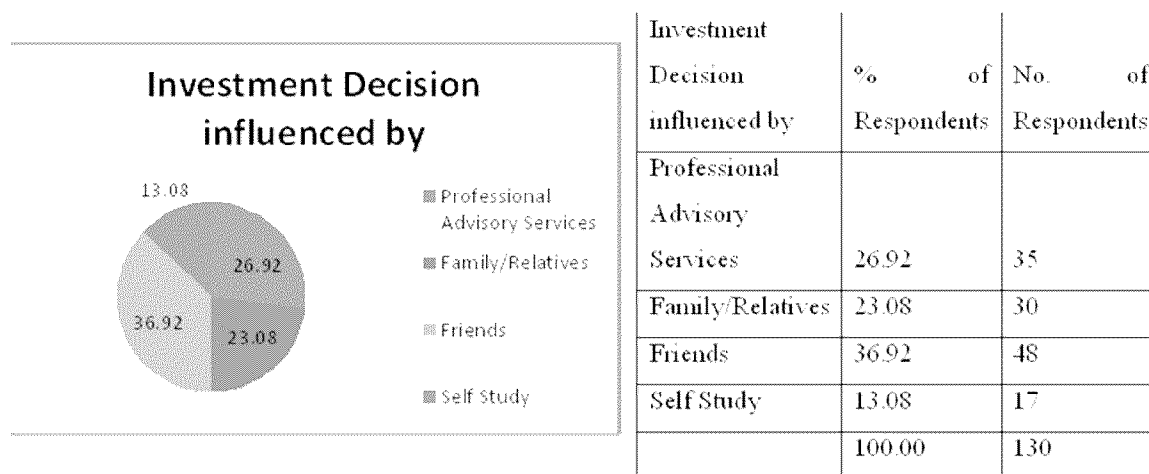 Investment Decision
influenced by
13.08
26.92
36.92
23.08
Professional
Advisory Services
Family/Relatives
Friends
Self Study
Investment
Decision
influenced by
% of
Respondents
No. of
Respondents
Professional
Advisory
Services 26.92 35
Family/Relatives 23.08 30
Friends 36.92 48
Self Study 13.08 17
100.00 130